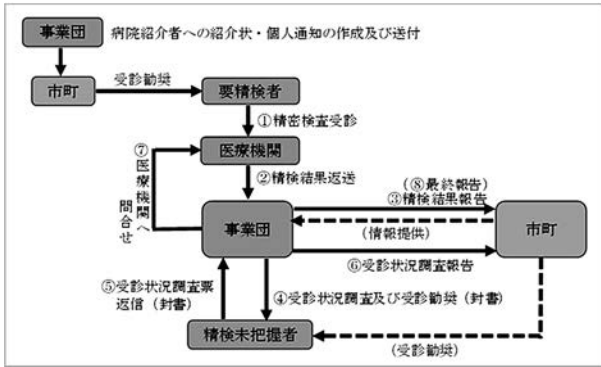 事業団
病院紹介者への紹介状・個人通知の作成及び送付
市町
受診勧奨
要精検者
①精密検査受診
医療機関
②精検結果返送
⑦医療機関へ
問合せ
(⑧最終報告)
③精検結果報告
事業団
(情報提供)
市町
⑥受診状況調査報告
⑤受診状況調査票
返信(封書)
④受診状況調査及び受診勧奨(封書)
精検未把握者
(受診勧奨)